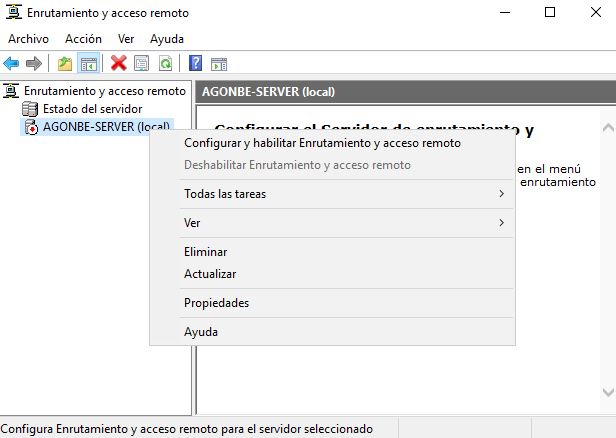 Enrutamiento y acceso remoto
Archivo Acción Ver Ayuda
Enrutamiento y acceso remoto
Estado del servidor
AGONBE-SERVER (local)
AGONBE-SERVER (local)
Configurar el Servidor de enrutamiento y
en el menú
enrutamiento
Configurar y habilitar Enrutamiento y acceso remoto
Deshabilitar Enrutamiento y acceso remoto
Todas las tareas
Ver
Eliminar
Actualizar
Propiedades
Ayuda
Configura Enrutamiento y acceso remoto para el servidor seleccionado